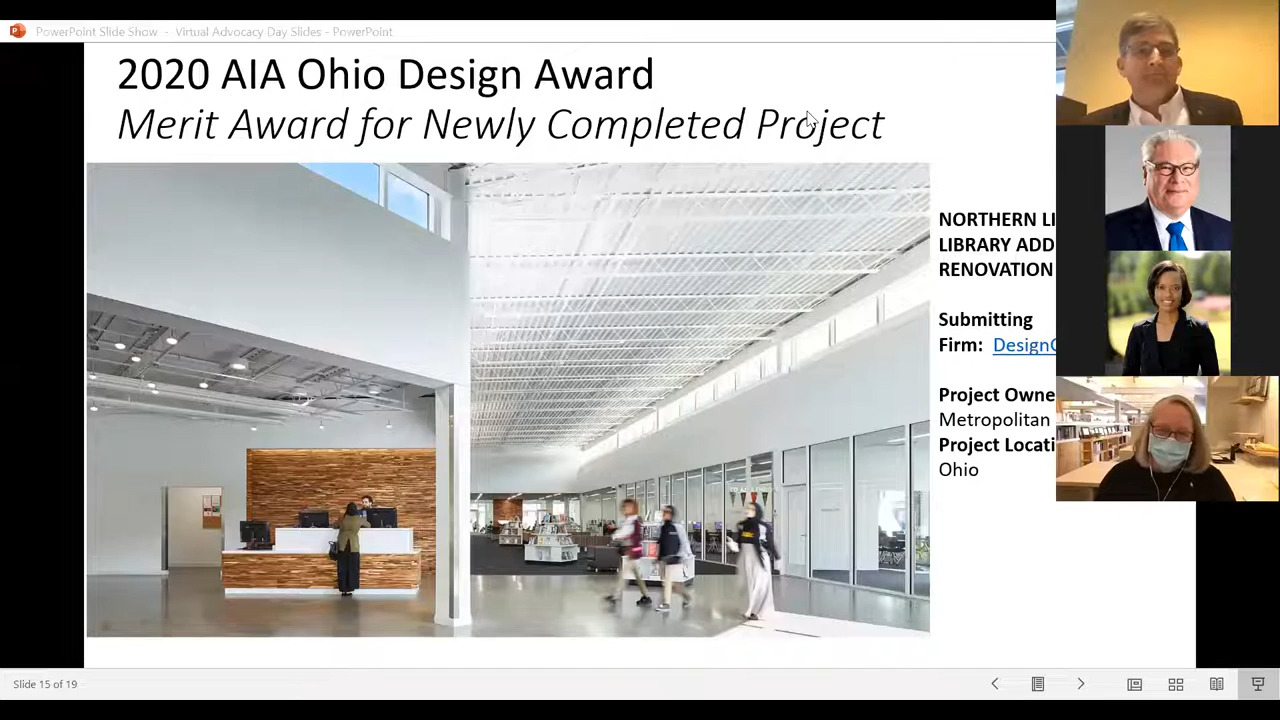 PowerPoint Slide Show - Virtual Advocacy Day Slides - PowerPoint
2020 AIA Ohio Design Award
Merit Award for Newly Completed Project
NORTHERN LI
LIBRARY ADD
RENOVATION
Submitting
Firm: Design
Project Owne
Metropolitan
Project Locati
Ohio
Slide 15 of 19